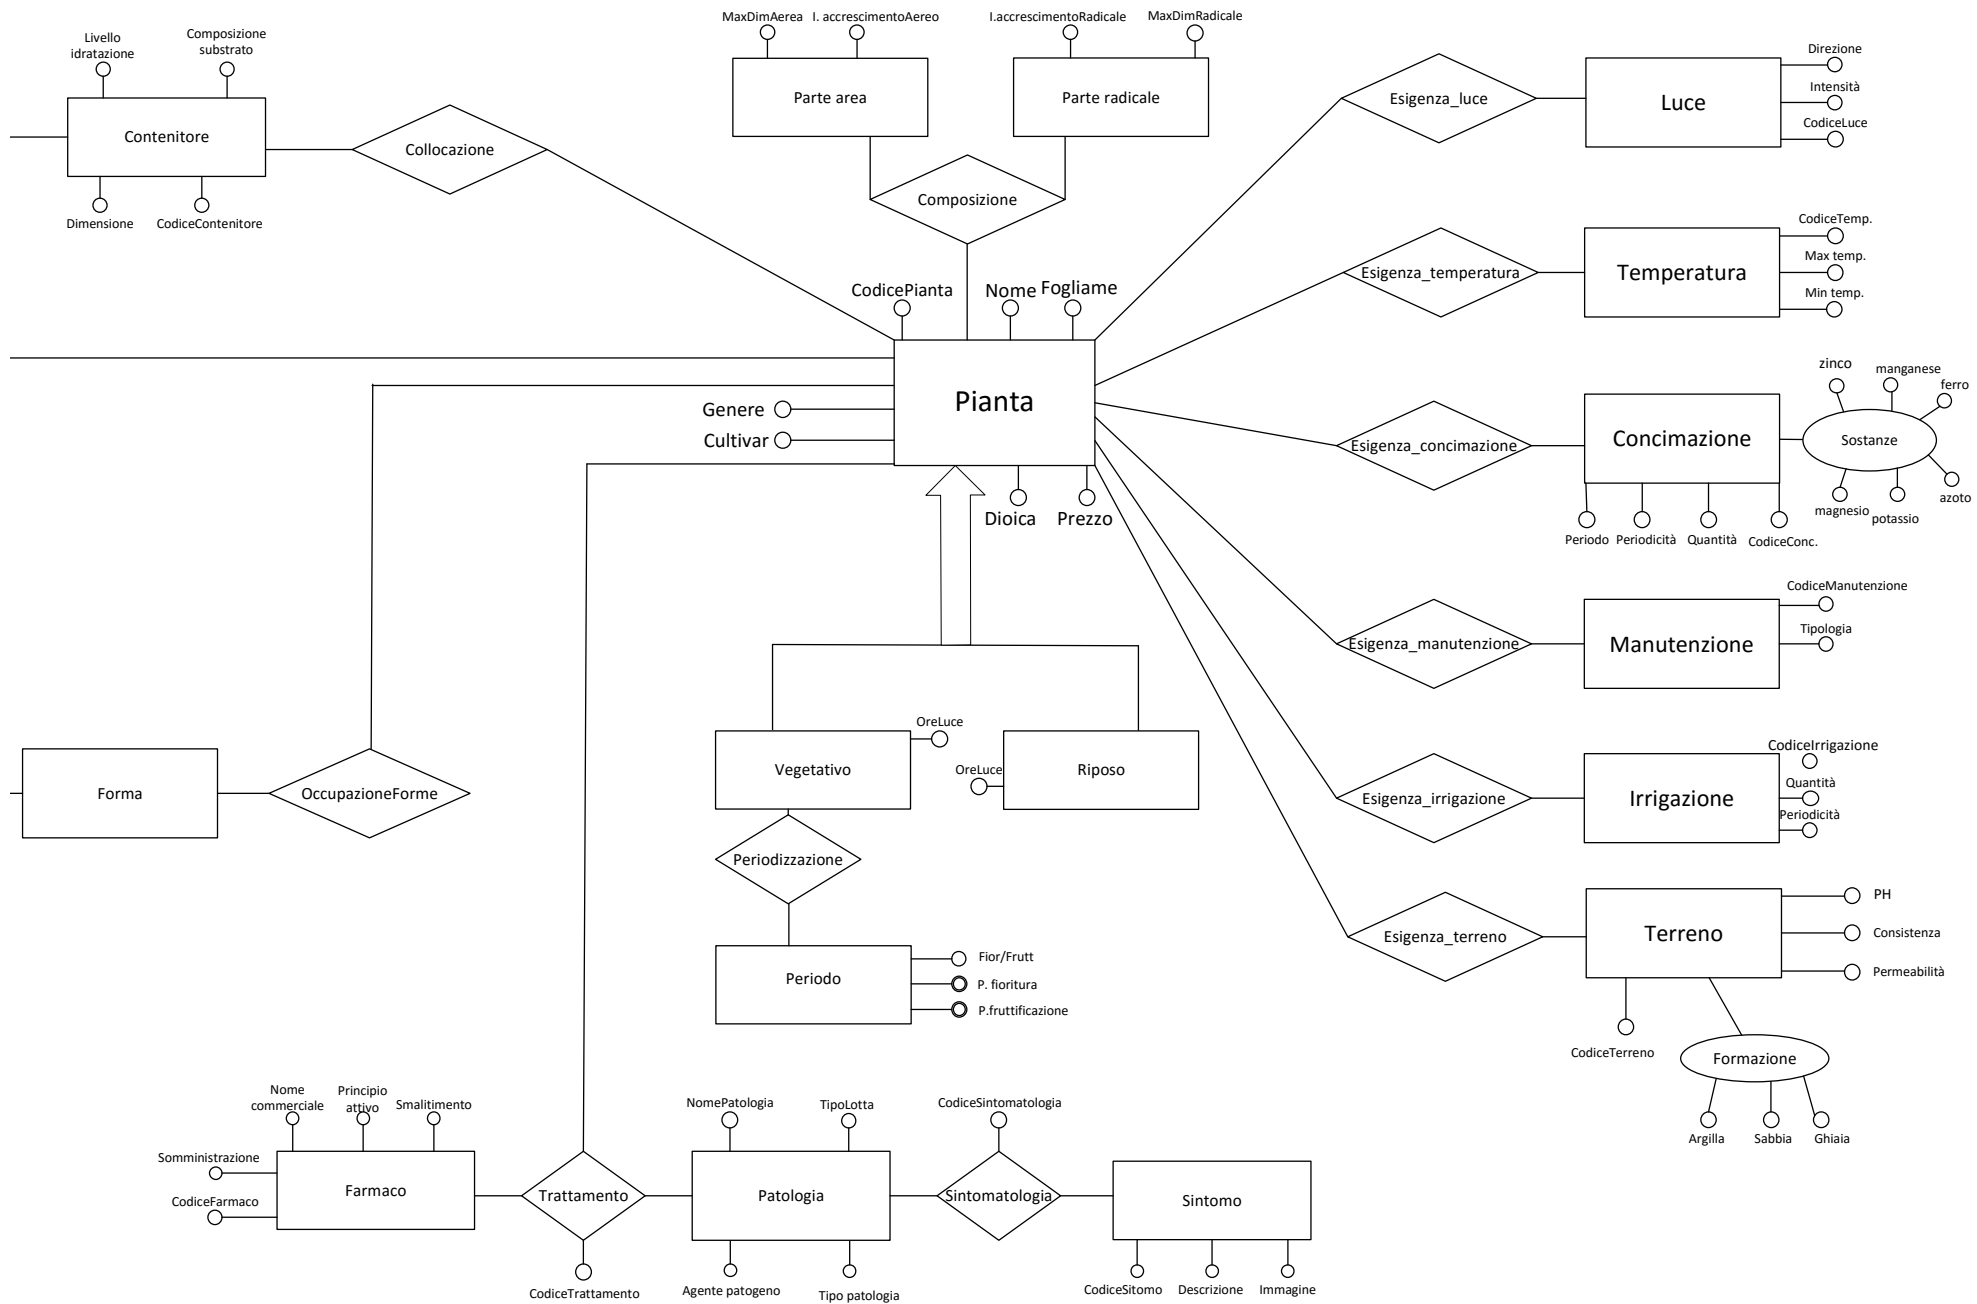 MaxDimAerea
I. accrescimentoAereo
I.accrescimentoRadicale
MaxDimRadicale
Livello
idratazione
Composizione
substrato
Contenitore
Dimensione
CodiceContenitore
Collocazione
Parte area
Parte radicale
Composizione
Esigenza_luce
Luce
Direzione
Intensità
CodiceLuce
Esigenza_temperatura
Temperatura
CodiceTemp.
Max temp.
Min temp.
CodicePianta
Nome
Fogliame
Pianta
Genere
Cultivar
Dioica
Prezzo
Esigenza_concimazione
Concimazione
zinco
manganese
ferro
Sostanze
magnesio
potassio
azoto
Periodo
Periodicità
Quantità
CodiceConc.
Esigenza_manutenzione
Manutenzione
CodiceManutenzione
Tipologia
Forma
OccupazioneForme
Vegetativo
OreLuce
OreLuce
Riposo
Esigenza_irrigazione
Irrigazione
CodiceIrrigazione
Quantità
Periodicità
Periodizzazione
Periodo
Fior/Frutt
P. fioritura
P.fruttificazione
Esigenza_terreno
Terreno
PH
Consistenza
Permeabilità
CodiceTerreno
Formazione
Argilla
Sabbia
Ghiaia
Nome
commerciale
Principio
attivo
Smalitimento
Somministrazione
CodiceFarmaco
Farmaco
Trattamento
CodiceTrattamento
NomePatologia
TipoLotta
Patologia
Agente patogeno
Tipo patologia
CodiceSintomatologia
Sintomatologia
Sintomo
CodiceSitomo
Descrizione
Immagine